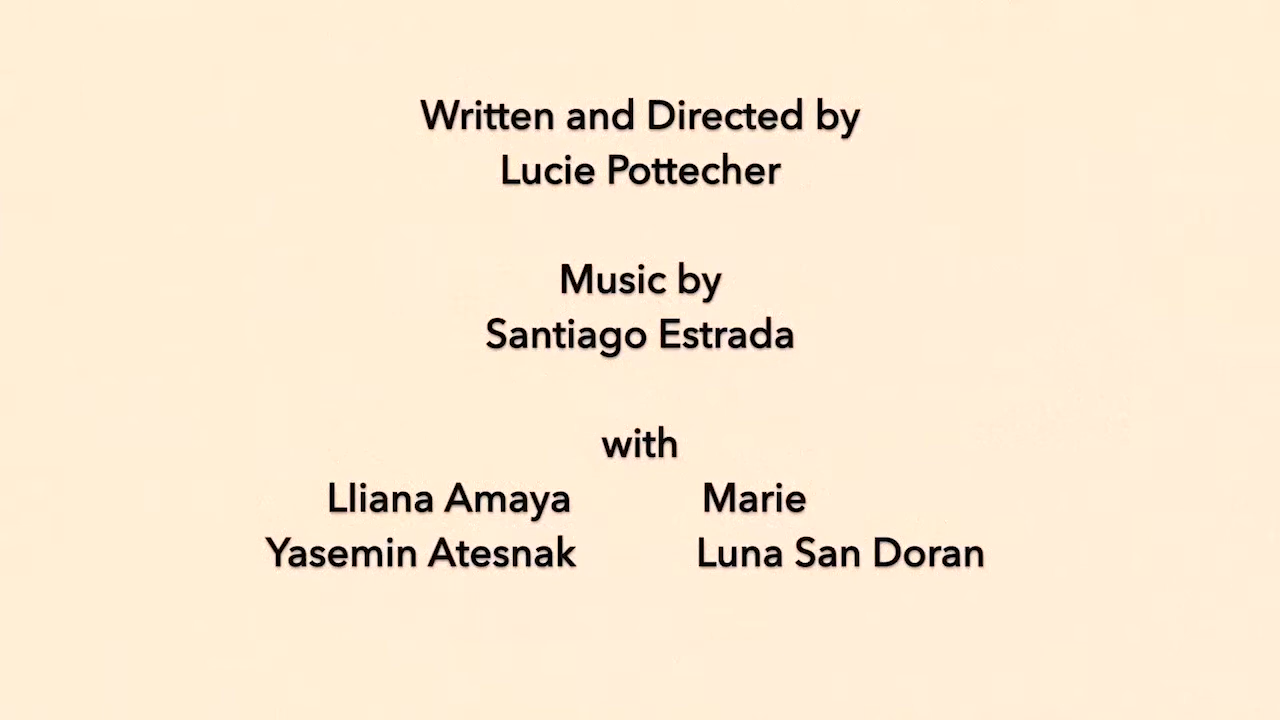 Written and Directed by
Lucie Pottecher
Music by
Santiago Estrada
with
Lliana Amaya Marie
Yasemin Atesnak Luna San Doran